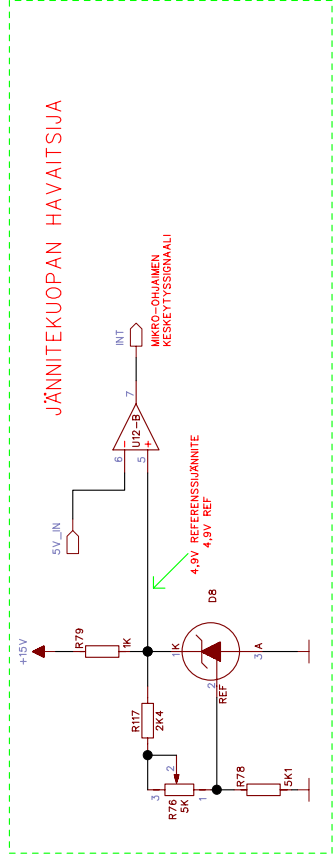 JÄNNITEKUOPAN HAVAITSIJA
+15V
R79
1K
5V_IN
6
5
-
+
U12-B
7
INT
MIKRO-OHJAIMEN
KESKEYTYSSIGNAALI
4,9V REFERENSSIJÄNNITE
4,9V REF
R117
2K4
R76
5K
3
2
1
1
K
2
REF
3
A
D8
R78
5K1